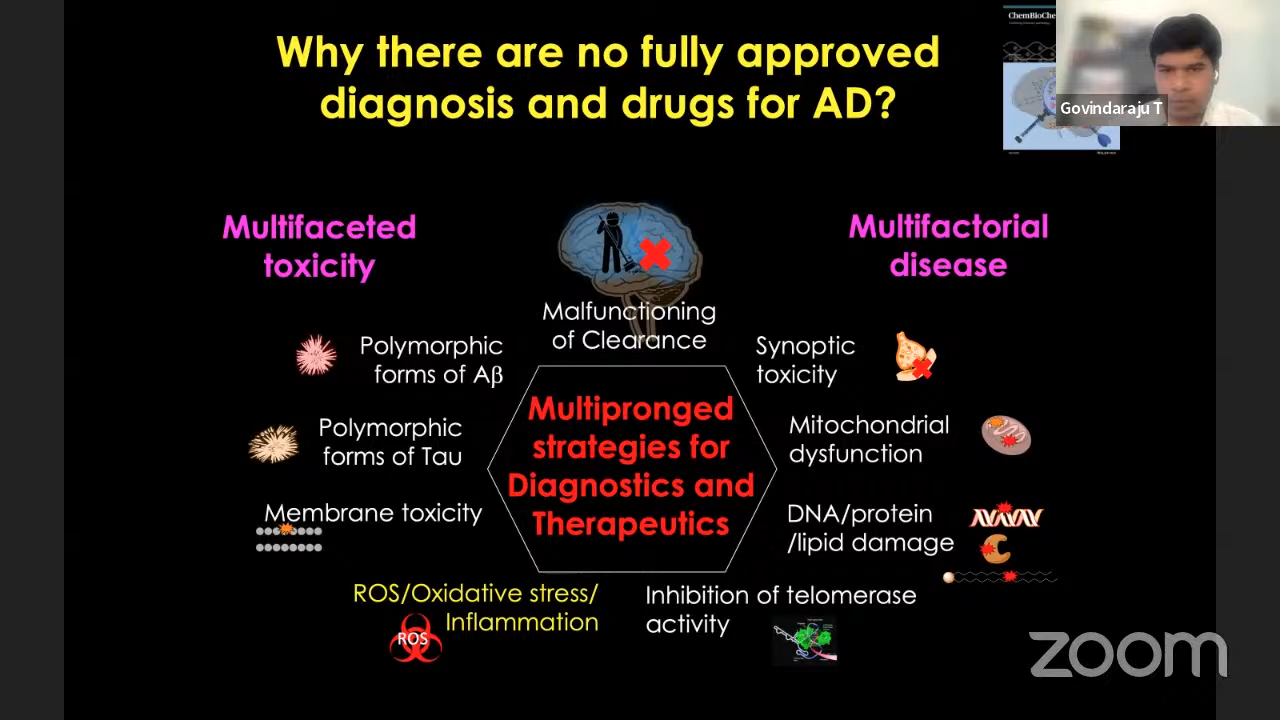 Why there are no fully approved
diagnosis and drugs for AD?
ChemBioChe
Govindaraju T
Multifaceted
toxicity
Multifactorial
disease
Malfunctioning
of Clearance
Polymorphic
forms of Aβ
Synoptic
toxicity
Polymorphic
forms of Tau
Mitochondrial
dysfunction
Membrane toxicity
DNA/protein
/lipid damage
Multipronged
strategies for
Diagnostics and
Therapeutics
ROS/Oxidative stress/
Inflammation
ROS
Inhibition of telomerase
activity
zoom